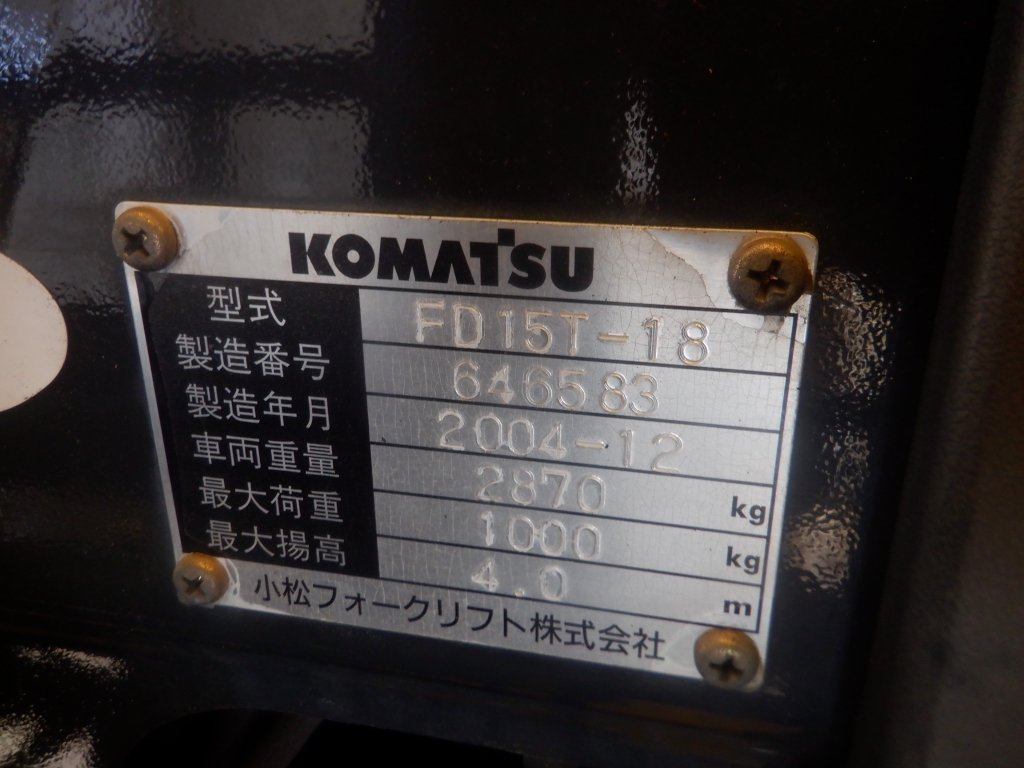 KOMATSU
型式 FD15T-18
製造番号 646583
製造年月 2004-12
車両重量 2870 kg
最大荷重 1000 kg
最大揚高 4.0 m
小松フォークリフト株式会社